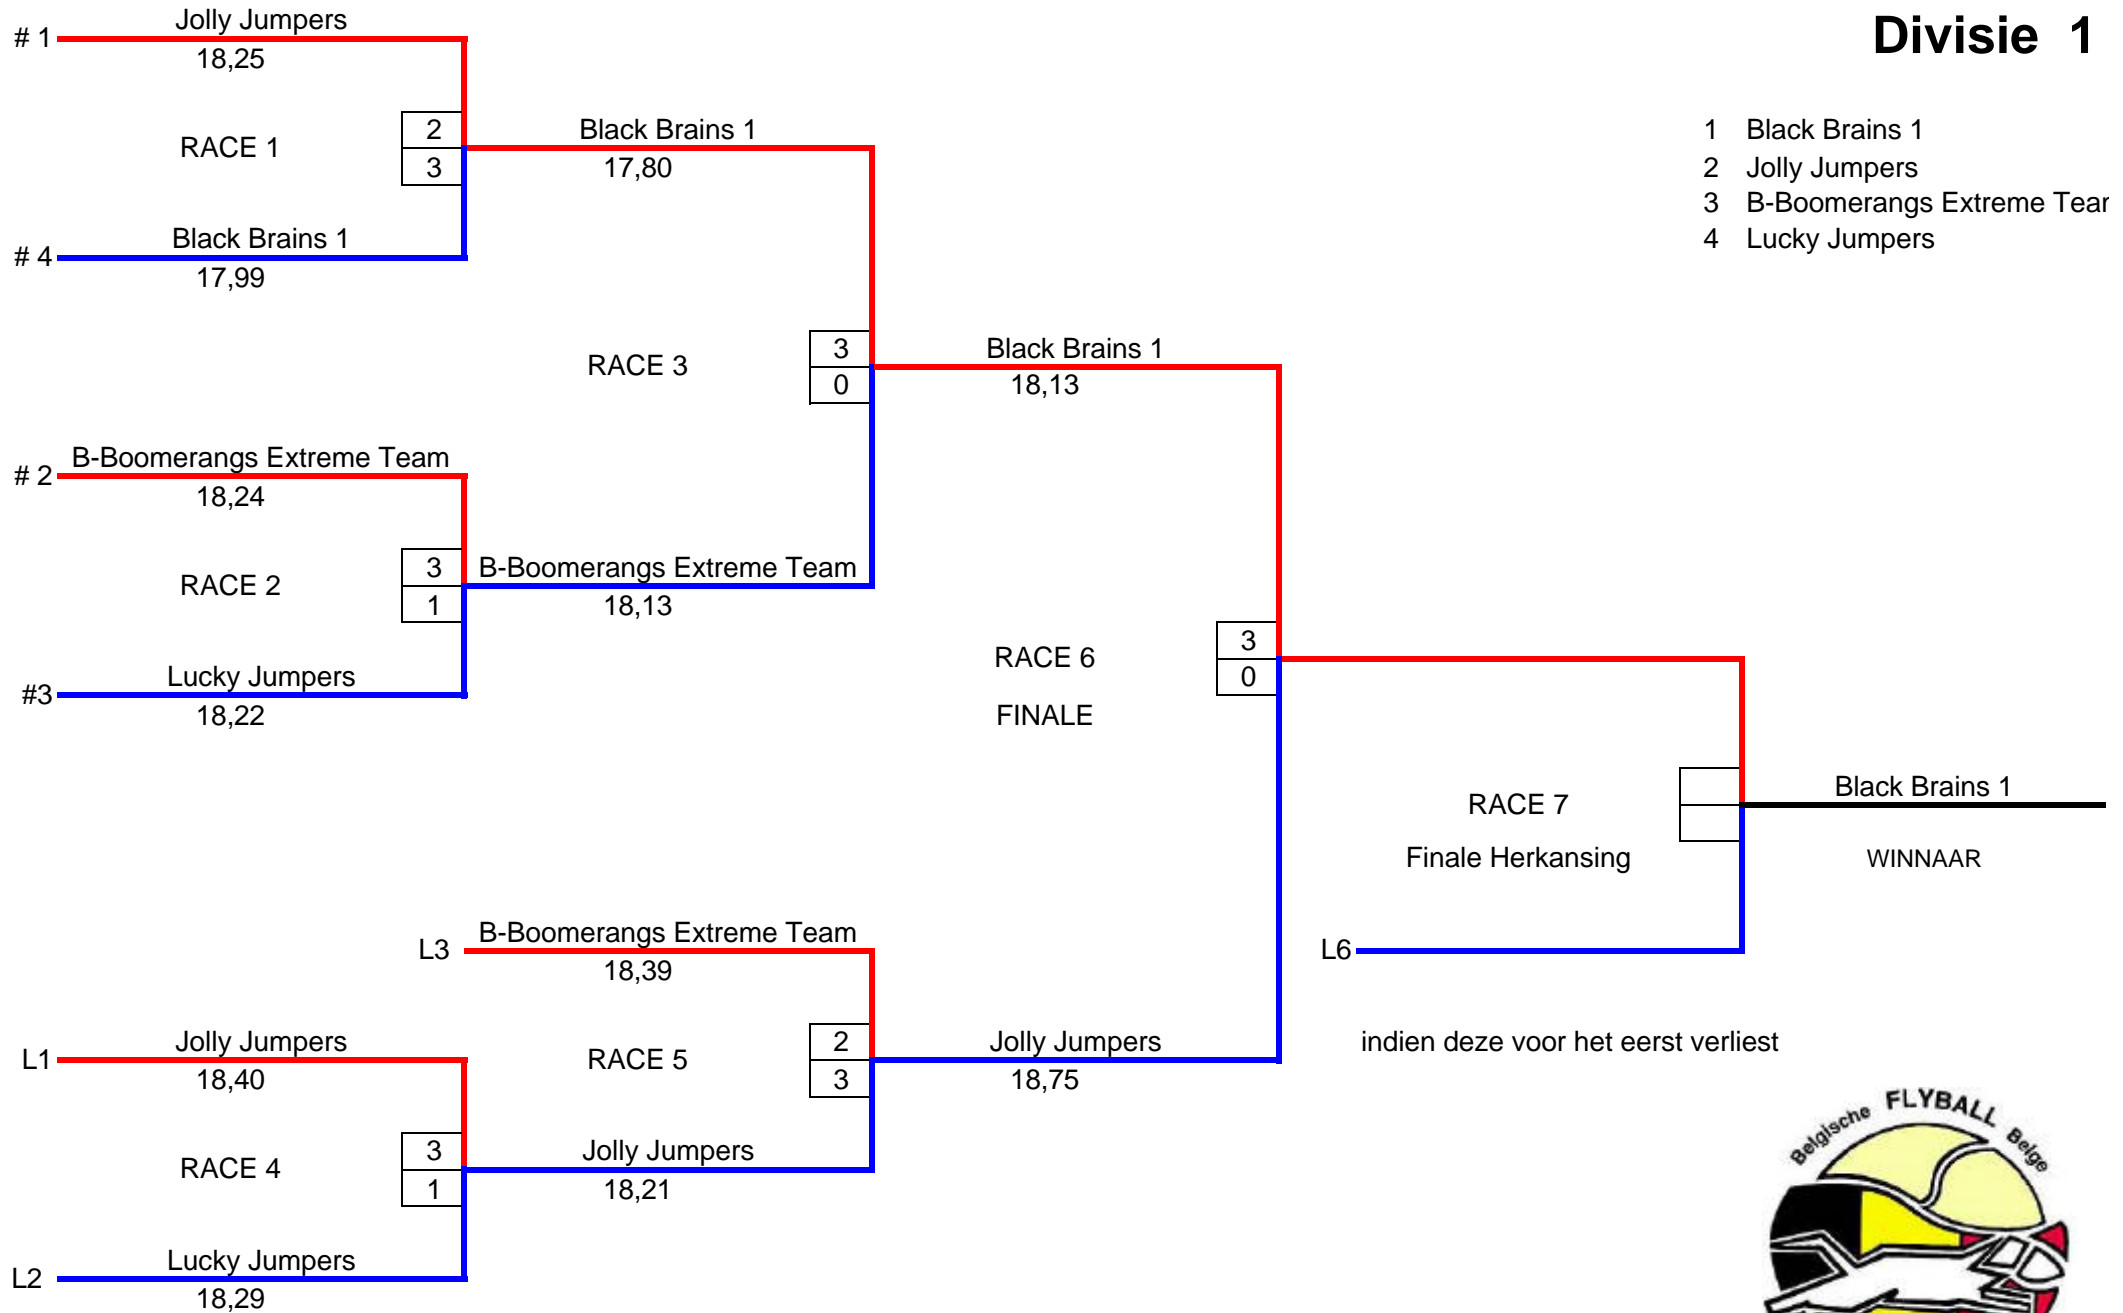 Divisie 1
# 1
Jolly Jumpers
18,25
RACE 1
2
3
# 4
Black Brains 1
17,99
Black Brains 1
17,80
1 Black Brains 1
2 Jolly Jumpers
3 B-Boomerangs Extreme Tear
4 Lucky Jumpers
RACE 3
3
0
Black Brains 1
18,13
# 2
B-Boomerangs Extreme Team
18,24
RACE 2
3
1
B-Boomerangs Extreme Team
18,13
#3
Lucky Jumpers
18,22
RACE 6
FINALE
3
0
RACE 7
Finale Herkansing
Black Brains 1
WINNAAR
L3
B-Boomerangs Extreme Team
18,39
L6
L1
Jolly Jumpers
18,40
RACE 5
2
3
Jolly Jumpers
18,75
indien deze voor het eerst verliest
RACE 4
3
1
Jolly Jumpers
18,21
L2
Lucky Jumpers
18,29
Belgische FLYBALL Belge